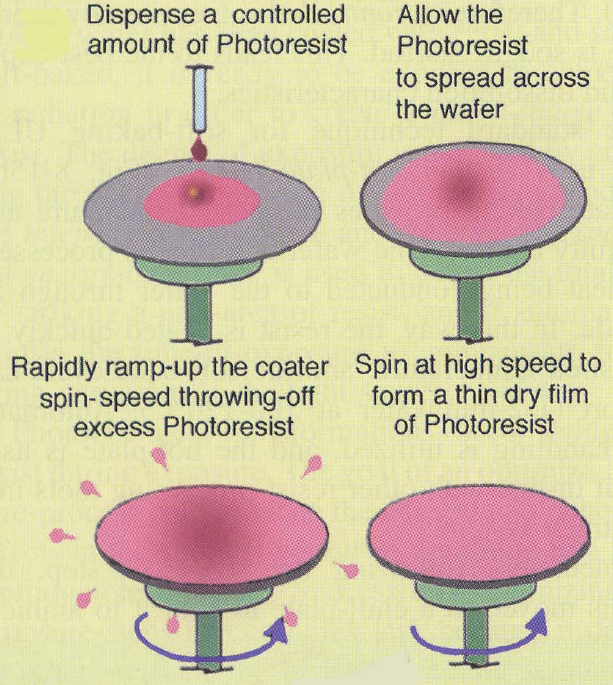 Dispense a controlled
amount of Photoresist
Allow the
Photoresist
to spread across
the wafer
Rapidly ramp-up the coater
spin-speed throwing-off
excess Photoresist
Spin at high speed to
form a thin dry film
of Photoresist